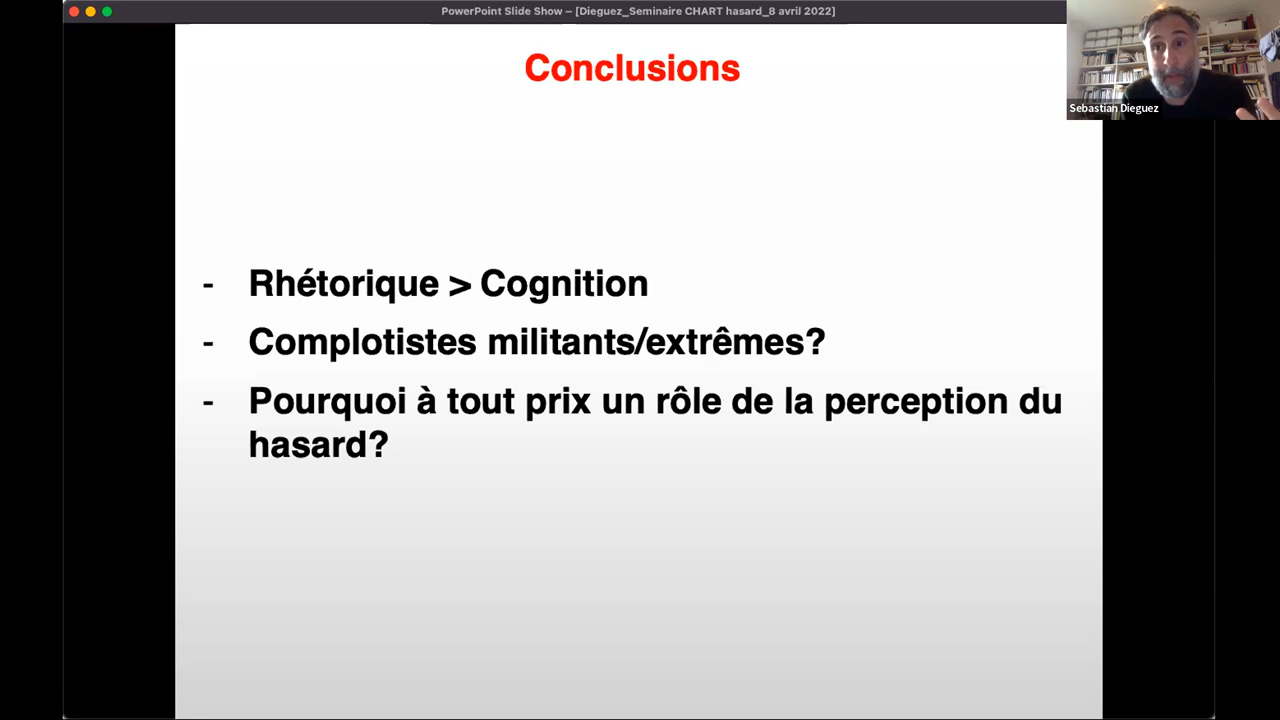 PowerPoint Slide Show – [Dieguez_Seminaire CHART hasard_8 avril 2022]
Sebastian Dieguez
Conclusions
- Rhétorique > Cognition
- Complotistes militants/extrêmes?
- Pourquoi à tout prix un rôle de la perception du
hasard?